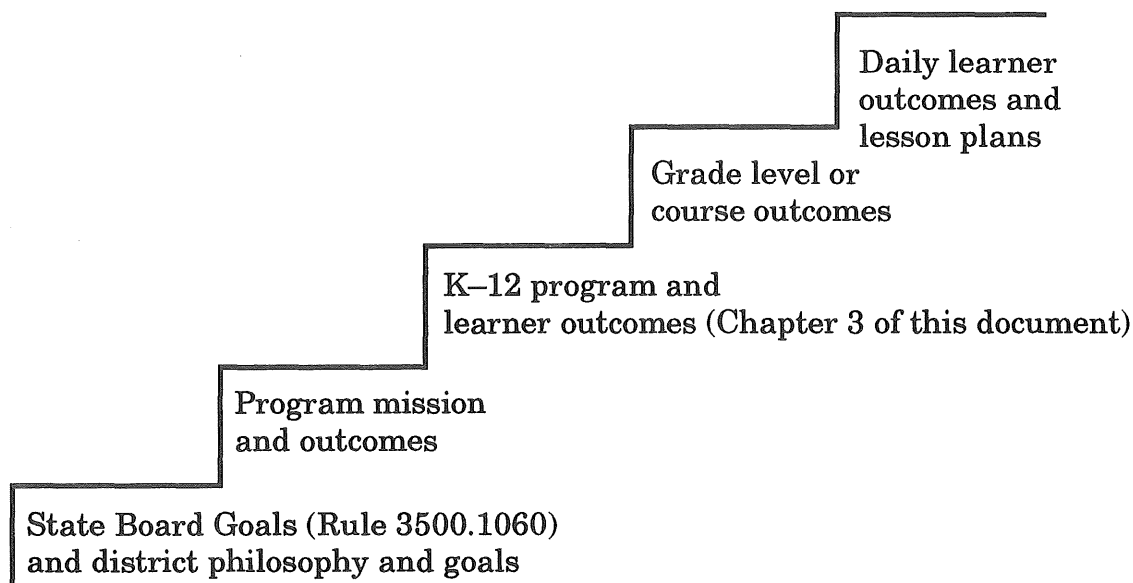 Daily learner
outcomes and
lesson plans
Grade level or
course outcomes
K–12 program and
learner outcomes (Chapter 3 of this document)
Program mission
and outcomes
State Board Goals (Rule 3500.1060)
and district philosophy and goals